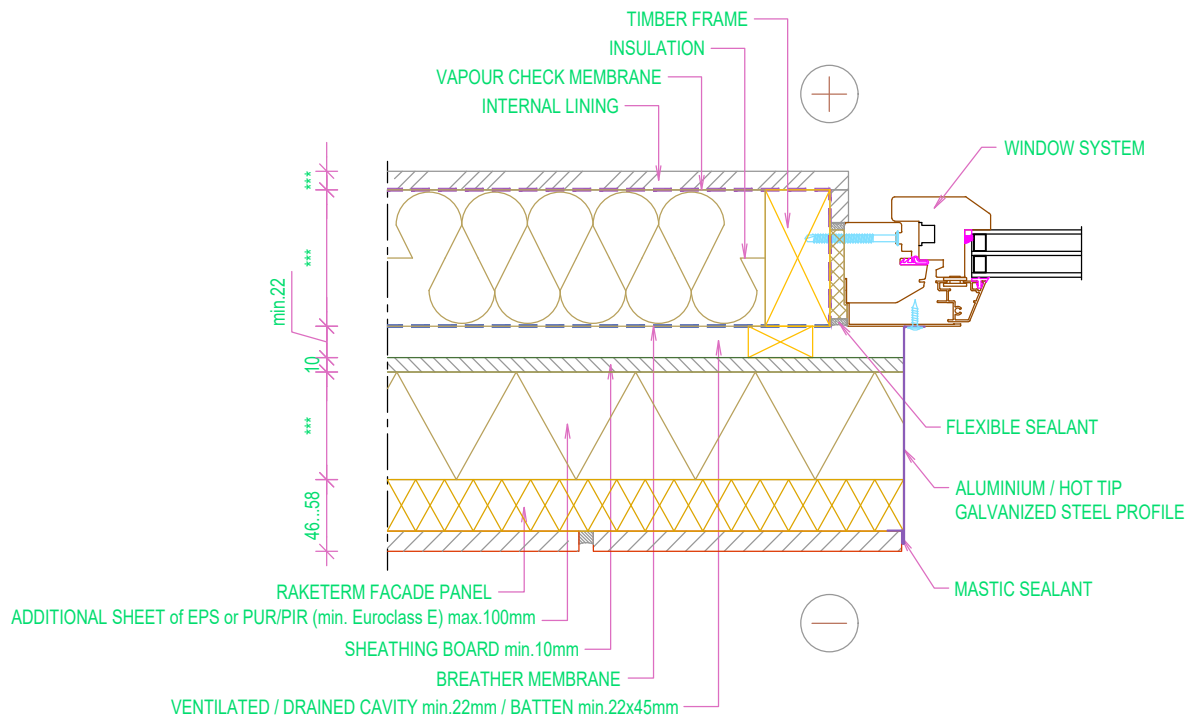 TIMBER FRAME
INSULATION
VAPOUR CHECK MEMBRANE
INTERNAL LINING
WINDOW SYSTEM
***
***
min.22
10
***
46...58
FLEXIBLE SEALANT
ALUMINIUM / HOT TIP
GALVANIZED STEEL PROFILE
MASTIC SEALANT
RAKETERM FACADE PANEL
ADDITIONAL SHEET of EPS or PUR/PIR (min. Euroclass E) max.100mm
SHEATHING BOARD min.10mm
BREATHER MEMBRANE
VENTILATED / DRAINED CAVITY min.22mm / BATTEN min.22x45mm